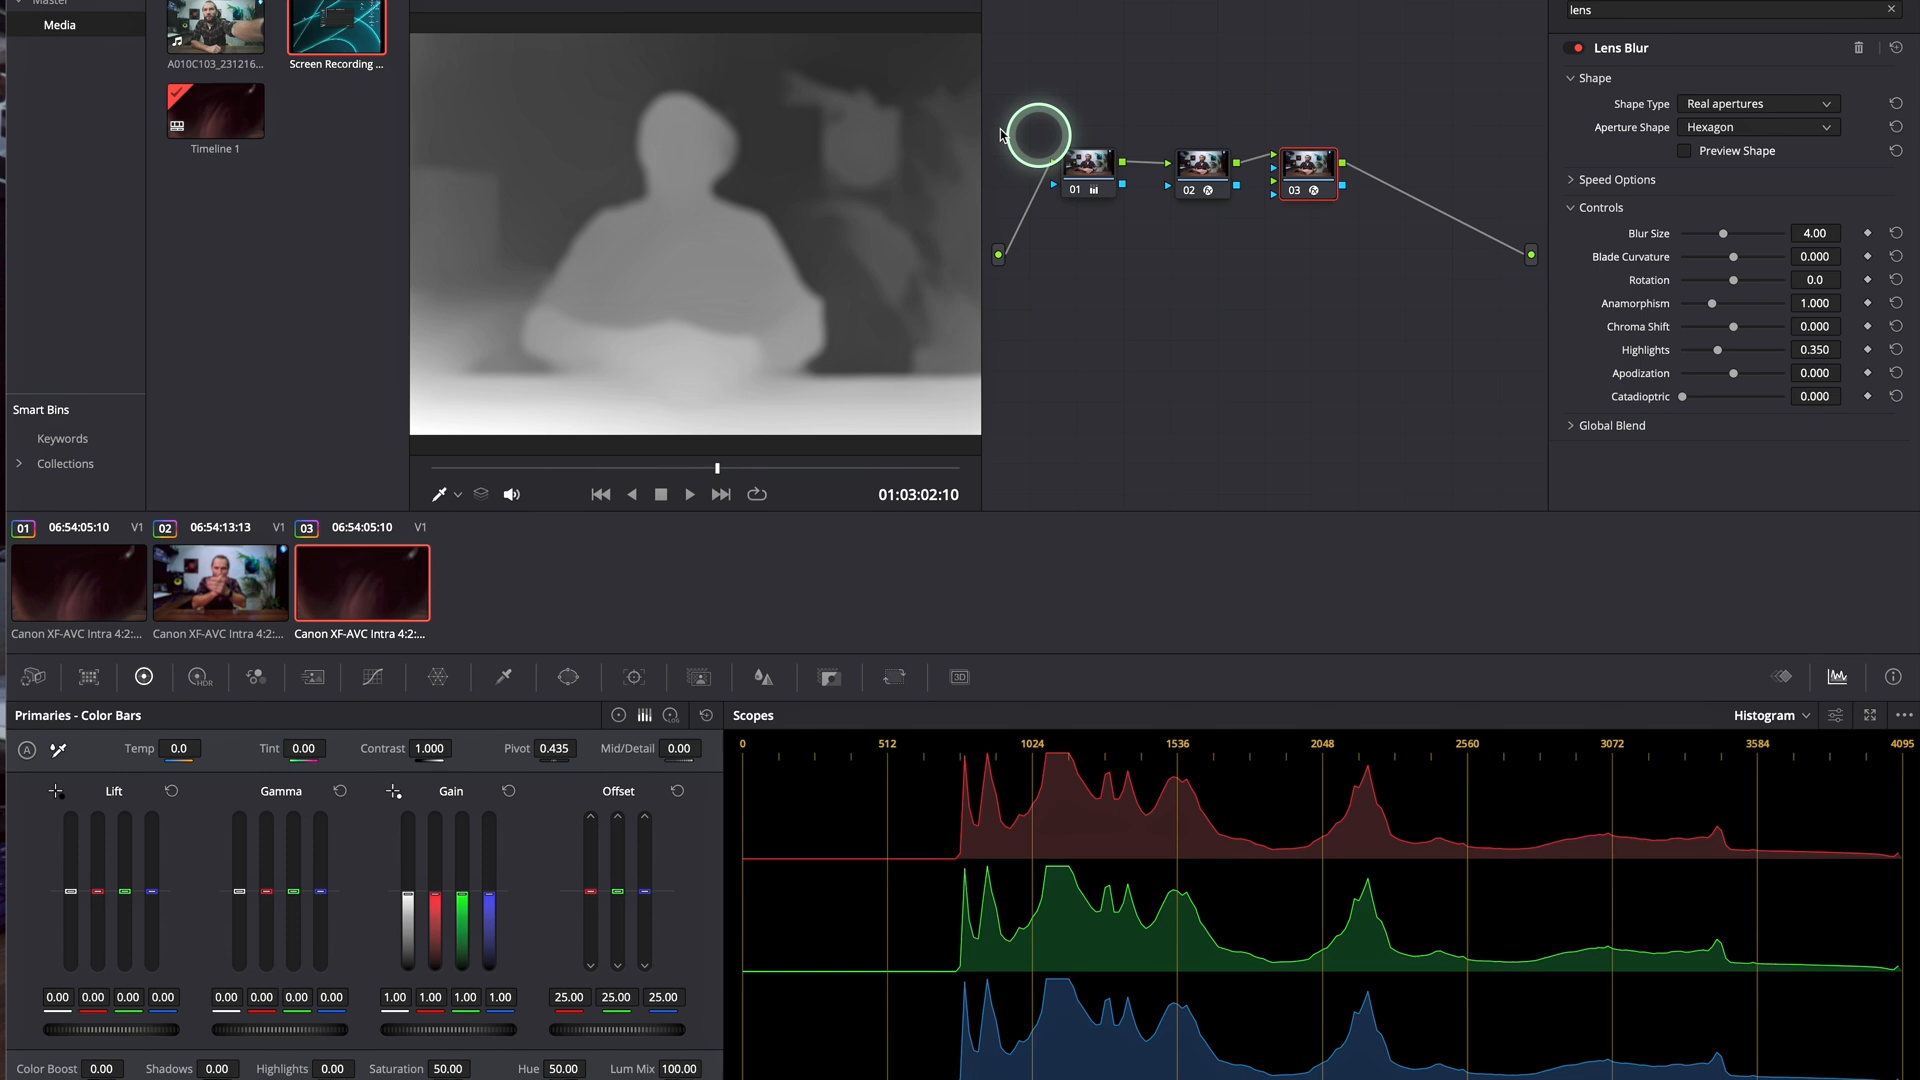 Master
Media
A010C103_231216...
Screen Recording ...
Timeline 1
Smart Bins
Keywords
Collections
01:03:02:10
01
02
03
lens
Lens Blur
Shape
Shape Type Real apertures
Aperture Shape Hexagon
Preview Shape
Speed Options
Controls
Blur Size 4.00
Blade Curvature 0.000
Rotation 0.0
Anamorphism 1.000
Chroma Shift 0.000
Highlights 0.350
Apodization 0.000
Catadioptric 0.000
Global Blend
01 06:54:05:10 V1 02 06:54:13:13 V1 03 06:54:05:10 V1
Canon XF-AVC Intra 4:2:... Canon XF-AVC Intra 4:2:... Canon XF-AVC Intra 4:2:...
HDR
3D
Primaries - Color Bars
LOG
A
Temp 0.0 Tint 0.00 Contrast 1.000 Pivot 0.435 Mid/Detail 0.00
Lift Gamma Gain Offset
0.00 0.00 0.00 0.00 0.00 0.00 0.00 0.00 1.00 1.00 1.00 1.00 25.00 25.00 25.00
Color Boost 0.00 Shadows 0.00 Highlights 0.00 Saturation 50.00 Hue 50.00 Lum Mix 100.00
Scopes
Histogram
0 512 1024 1536 2048 2560 3072 3584 4095